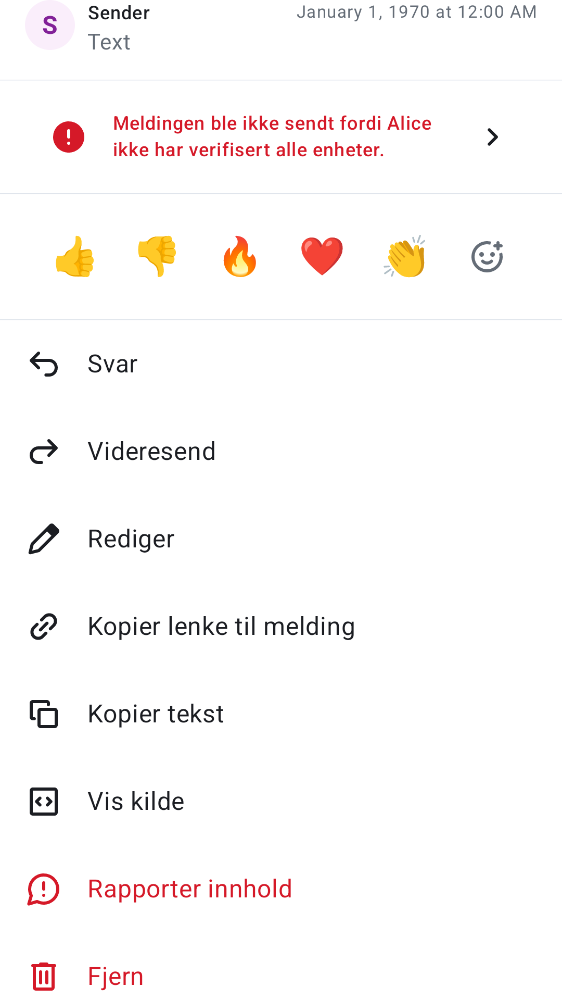 S
Sender
January 1, 1970 at 12:00 AM
Text
Meldingen ble ikke sendt fordi Alice
ikke har verifisert alle enheter.
Svar
Videresend
Rediger
Kopier lenke til melding
Kopier tekst
Vis kilde
Rapporter innhold
Fjern